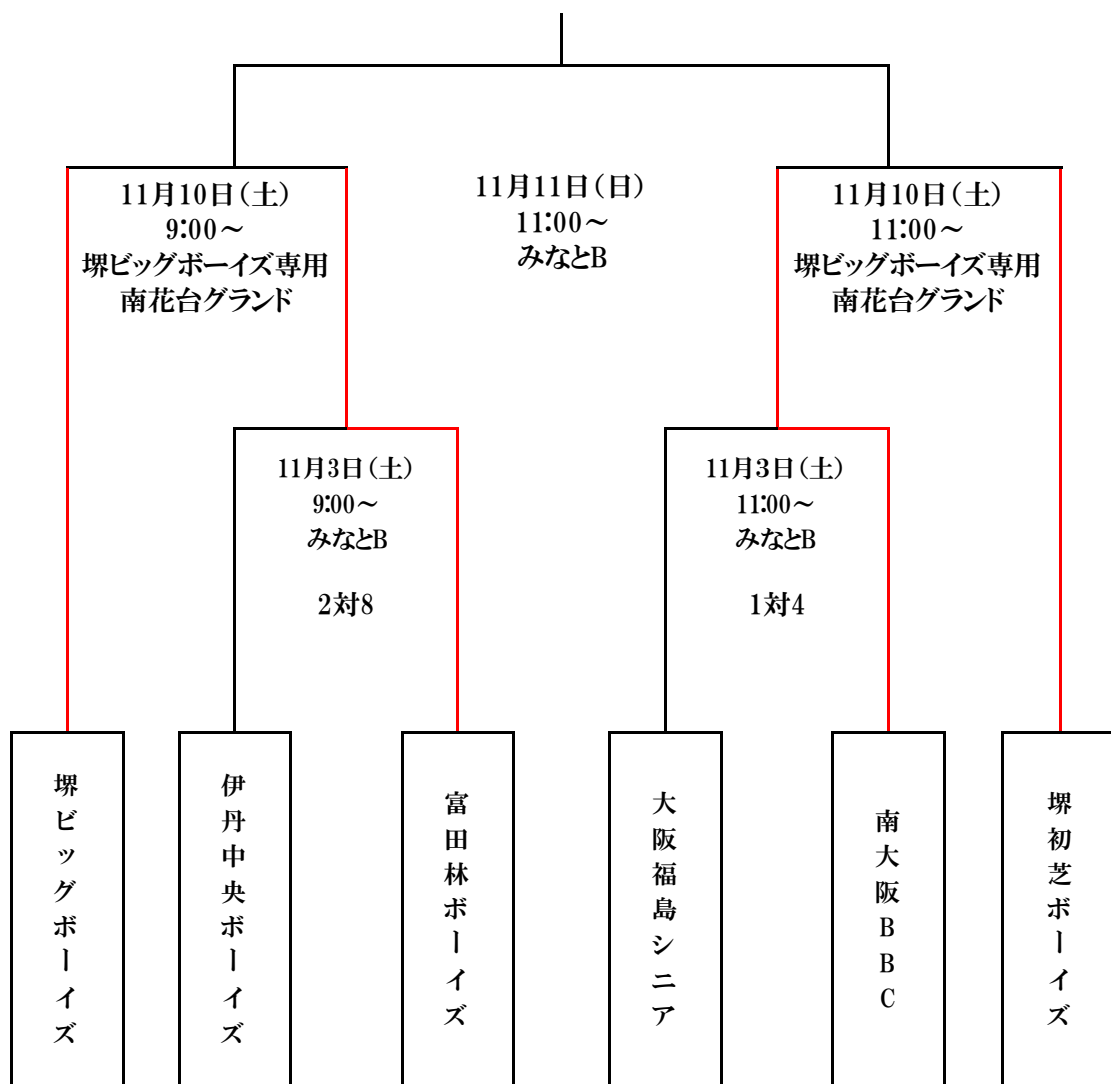 11月10日(土)
9:00～
堺ビッグボーイズ専用
南花台グランド
11月11日(日)
11:00～
みなとB
11月10日(土)
11:00～
堺ビッグボーイズ専用
南花台グランド
11月3日(土)
9:00～
みなとB
2対8
11月3日(土)
11:00～
みなとB
1対4
堺ビッグボーイズ
伊丹中央ボーイズ
富田林ボーイズ
大阪福島シニア
南大阪BBC
堺初芝ボーイズ